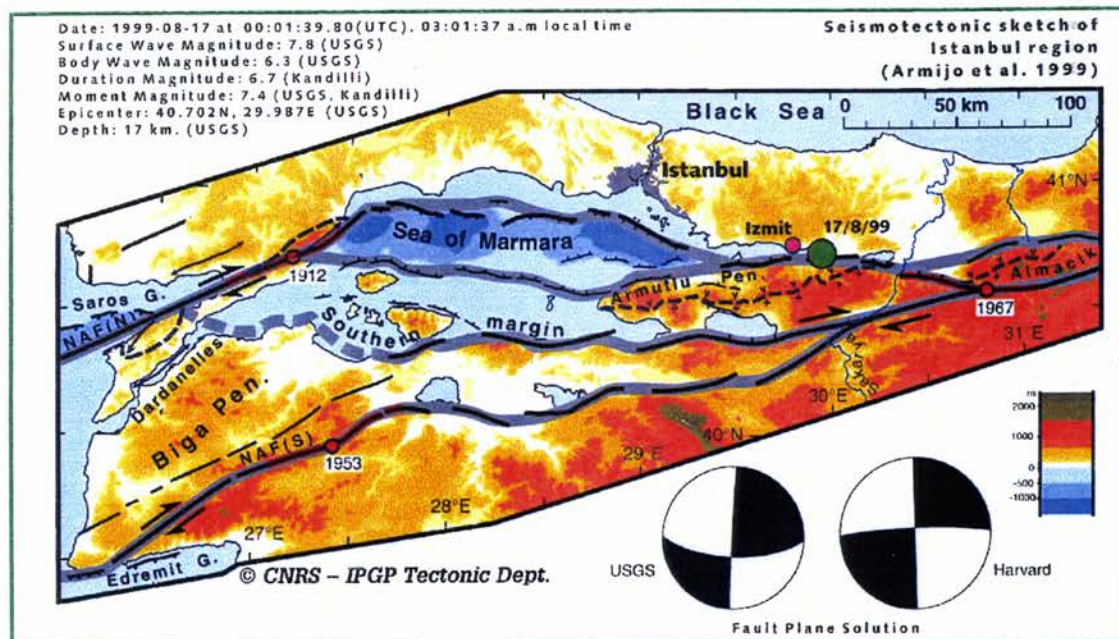 Date: 1999-08-17 at 00:01:39.80(UTC), 03:01:37 a.m local time
Surface Wave Magnitude: 7.8 (USGS)
Body Wave Magnitude: 6.3 (USGS)
Duration Magnitude: 6.7 (Kandilli)
Moment Magnitude: 7.4 (USGS, Kandilli)
Epicenter: 40.702N, 29.987E (USGS)
Depth: 17 km. (USGS)
Seismotectonic sketch of
Istanbul region
(Armijo et al. 1999)
Black Sea
0 50 km 100
Istanbul
41°N
Izmit
17/8/99
Sea of Marmara
1912
Armutlu Pen.
Almacik
Saros G.
NAF(N)
1967
Southern margin
31°E
Dardanelles
Sakarya
Biga Pen.
30°E
m
2000
1000
0
-500
-1000
NAF(S)
1953
40°N
29°E
28°E
27°E
Edremit G.
© CNRS – IPGP Tectonic Dept.
USGS
Harvard
Fault Plane Solution